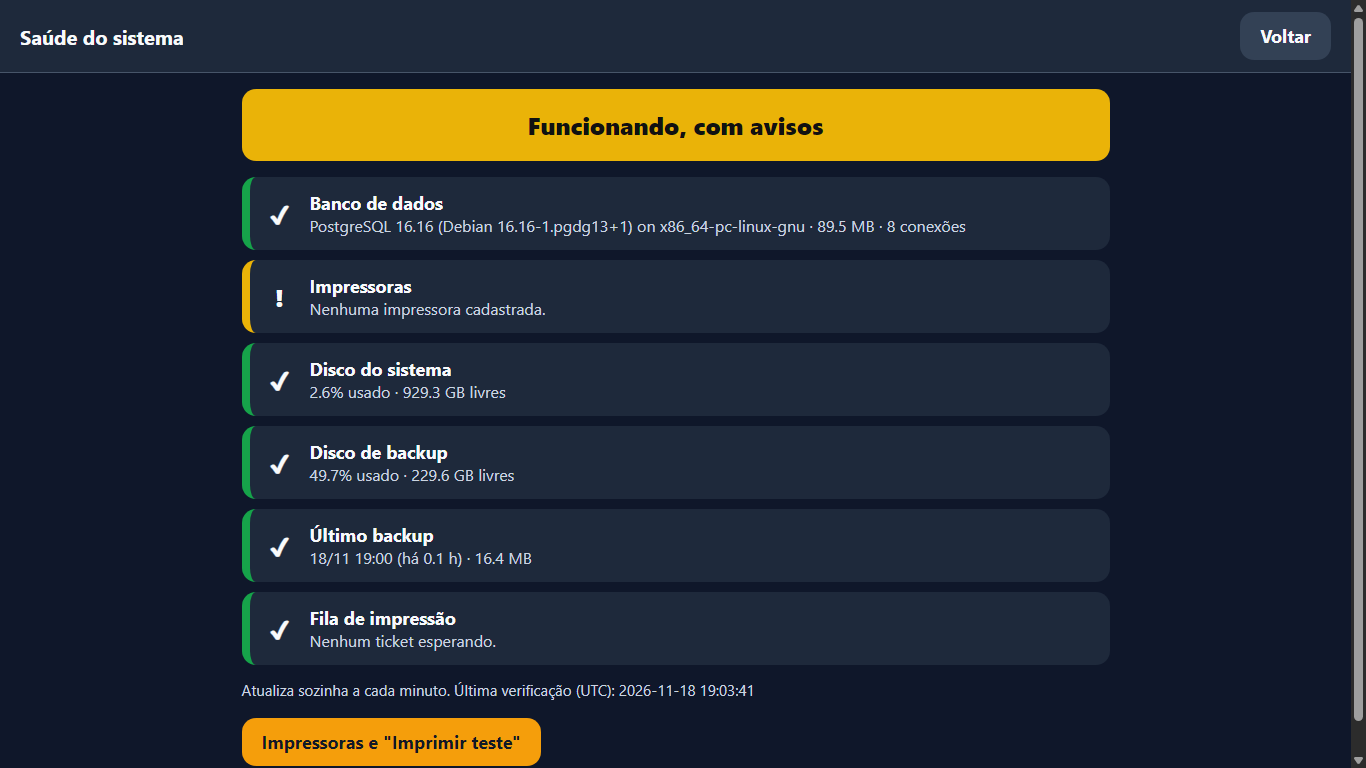 Saúde do sistema
Voltar
Funcionando, com avisos
Banco de dados
PostgreSQL 16.16 (Debian 16.16-1.pgdg13+1) on x86_64-pc-linux-gnu · 89.5 MB · 8 conexões
Impressoras
Nenhuma impressora cadastrada.
Disco do sistema
2.6% usado · 929.3 GB livres
Disco de backup
49.7% usado · 229.6 GB livres
Último backup
18/11 19:00 (há 0.1 h) · 16.4 MB
Fila de impressão
Nenhum ticket esperando.
Atualiza sozinha a cada minuto. Última verificação (UTC): 2026-11-18 19:03:41
Impressoras e "Imprimir teste"